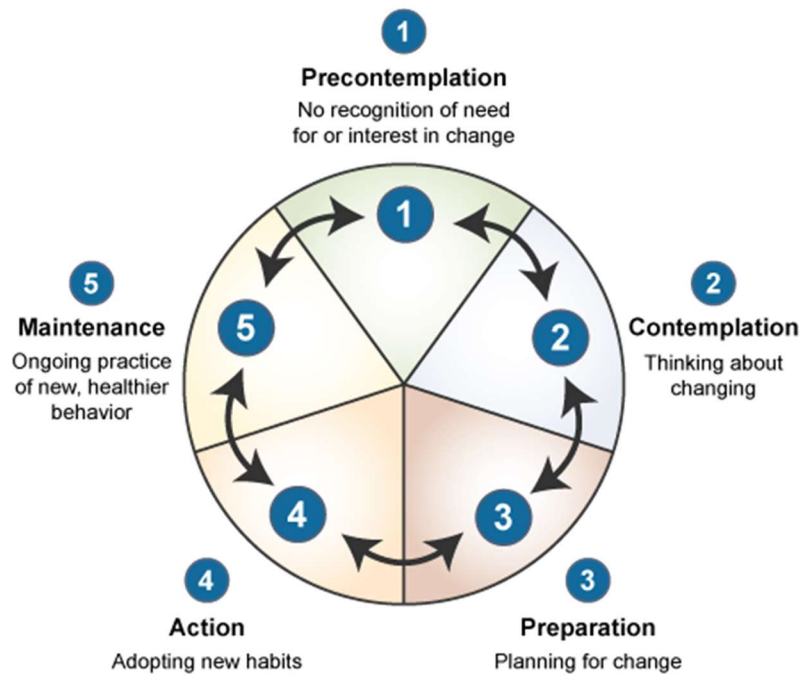 1
Precontemplation
No recognition of need
for or interest in change
1
2
Contemplation
Thinking about
changing
2
3
Preparation
Planning for change
3
4
Action
Adopting new habits
4
5
Maintenance
Ongoing practice
of new, healthier
behavior
5